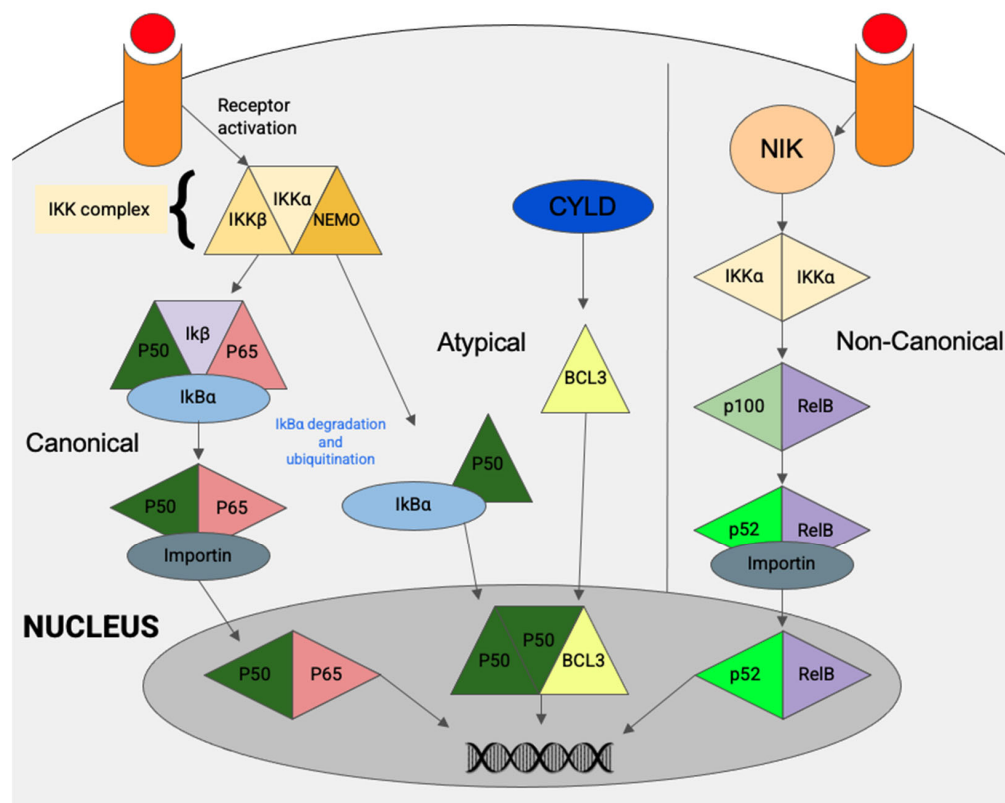 Receptor
activation
IKK complex
IKKβ
IKKα
NEMO
P50
Ikβ
P65
IkBα
Canonical
P50
P65
Importin
IkBα degradation
and
ubiquitination
P50
IkBα
Atypical
CYLD
BCL3
NIK
IKKα
IKKα
Non-Canonical
p100
RelB
p52
RelB
Importin
NUCLEUS
P50
P65
P50
P50
BCL3
p52
RelB